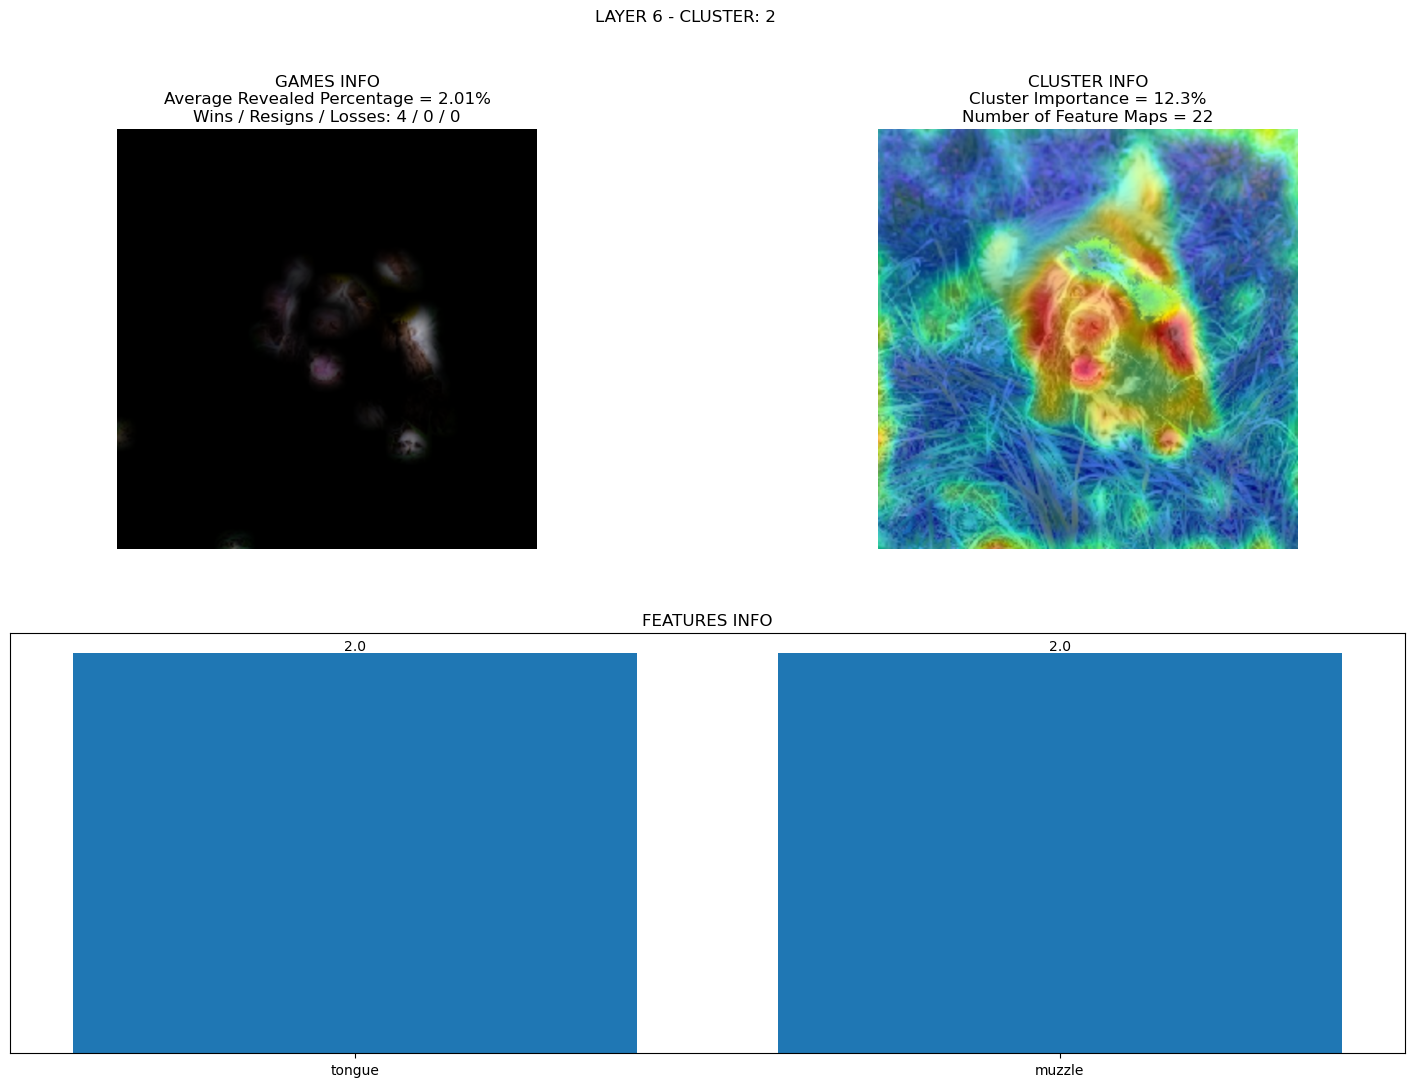 LAYER 6 - CLUSTER: 2
GAMES INFO
Average Revealed Percentage = 2.01%
Wins / Resigns / Losses: 4 / 0 / 0
CLUSTER INFO
Cluster Importance = 12.3%
Number of Feature Maps = 22
FEATURES INFO
2.0
2.0
tongue
muzzle